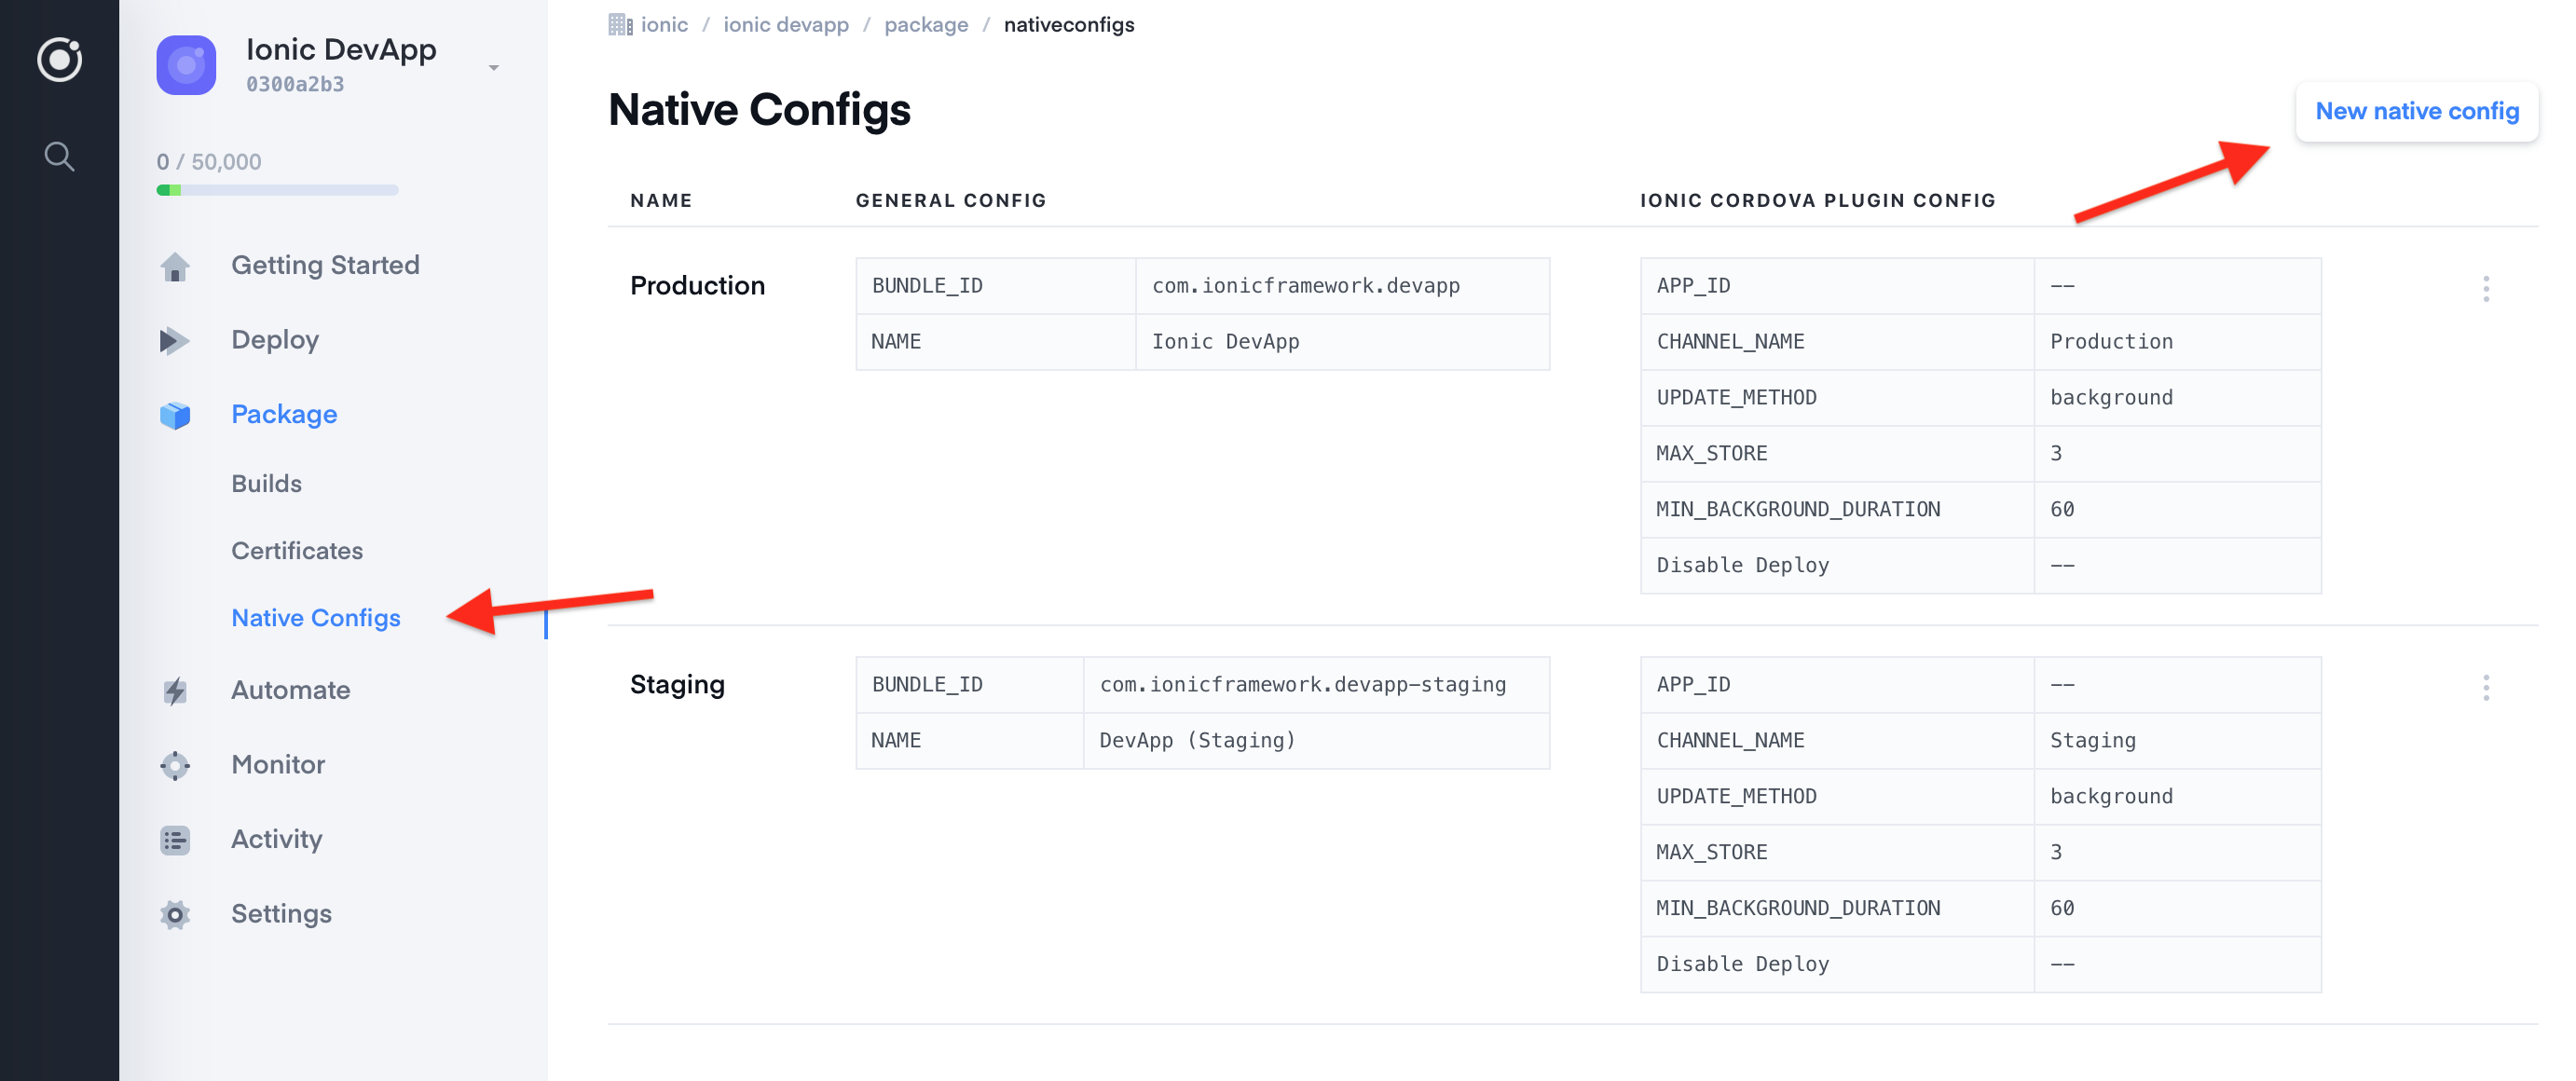 Ionic DevApp
0300a2b3
0 / 50,000
Getting Started
Deploy
Package
Builds
Certificates
Native Configs
Automate
Monitor
Activity
Settings
ionic / ionic devapp / package / nativeconfigs
Native Configs
New native config
NAME GENERAL CONFIG IONIC CORDOVA PLUGIN CONFIG
Production
BUNDLE_ID com.ionicframework.devapp
NAME Ionic DevApp
APP_ID --
CHANNEL_NAME Production
UPDATE_METHOD background
MAX_STORE 3
MIN_BACKGROUND_DURATION 60
Disable Deploy --
Staging
BUNDLE_ID com.ionicframework.devapp-staging
NAME DevApp (Staging)
APP_ID --
CHANNEL_NAME Staging
UPDATE_METHOD background
MAX_STORE 3
MIN_BACKGROUND_DURATION 60
Disable Deploy --